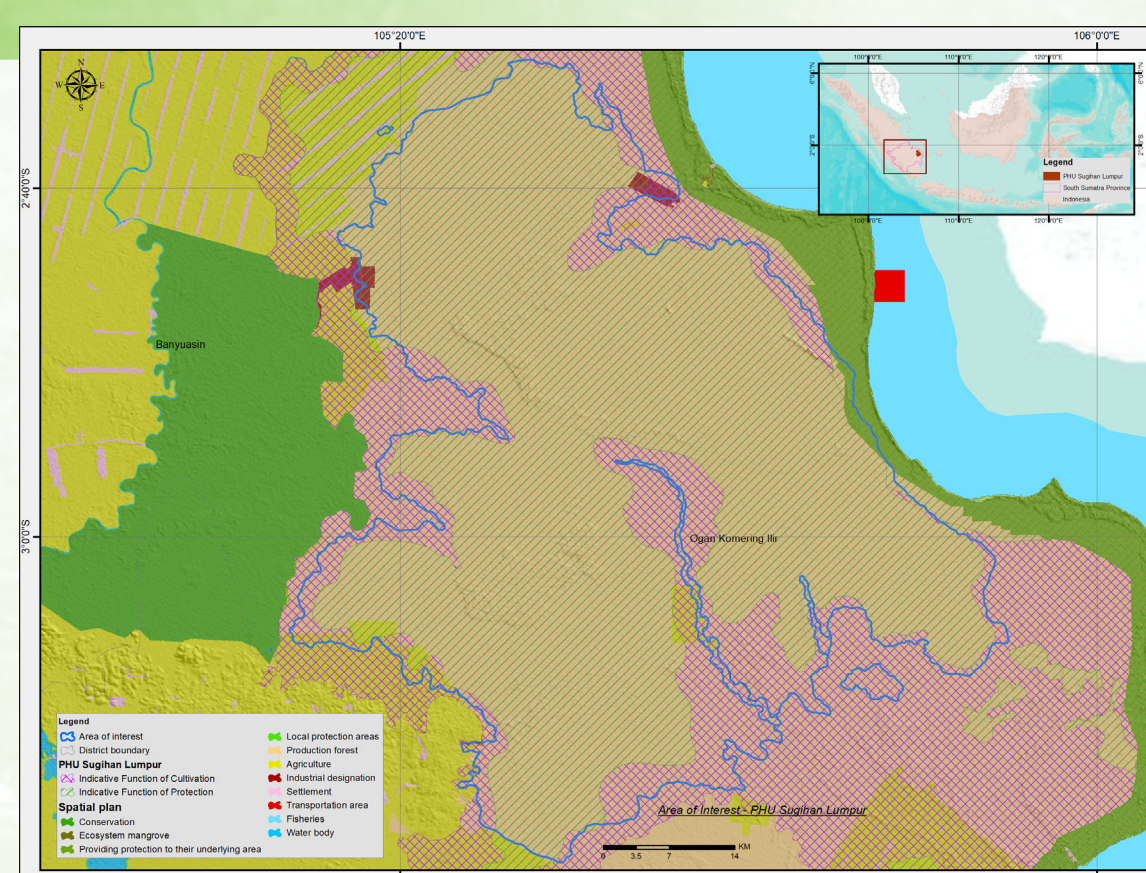 105°20'0"E
106°0'0"E
N
W
E
S
2°40'0"S
3°0'0"S
100°0'0"E
110°0'0"E
120°0'0"E
Legend
PHU Sugihan Lumpur
South Sumatra Province
Indonesia
100°0'0"E
110°0'0"E
120°0'0"E
Banyuasin
Ogan Komering Ilir
Legend
Area of interest
District boundary
PHU Sugihan Lumpur
Indicative Function of Cultivation
Indicative Function of Protection
Spatial plan
Conservation
Ecosystem mangrove
Providing protection to their underlying area
Local protection areas
Production forest
Agriculture
Industrial designation
Settlement
Transportation area
Fisheries
Water body
Area of Interest - PHU Sugihan Lumpur
KM
0 3.5 7 14